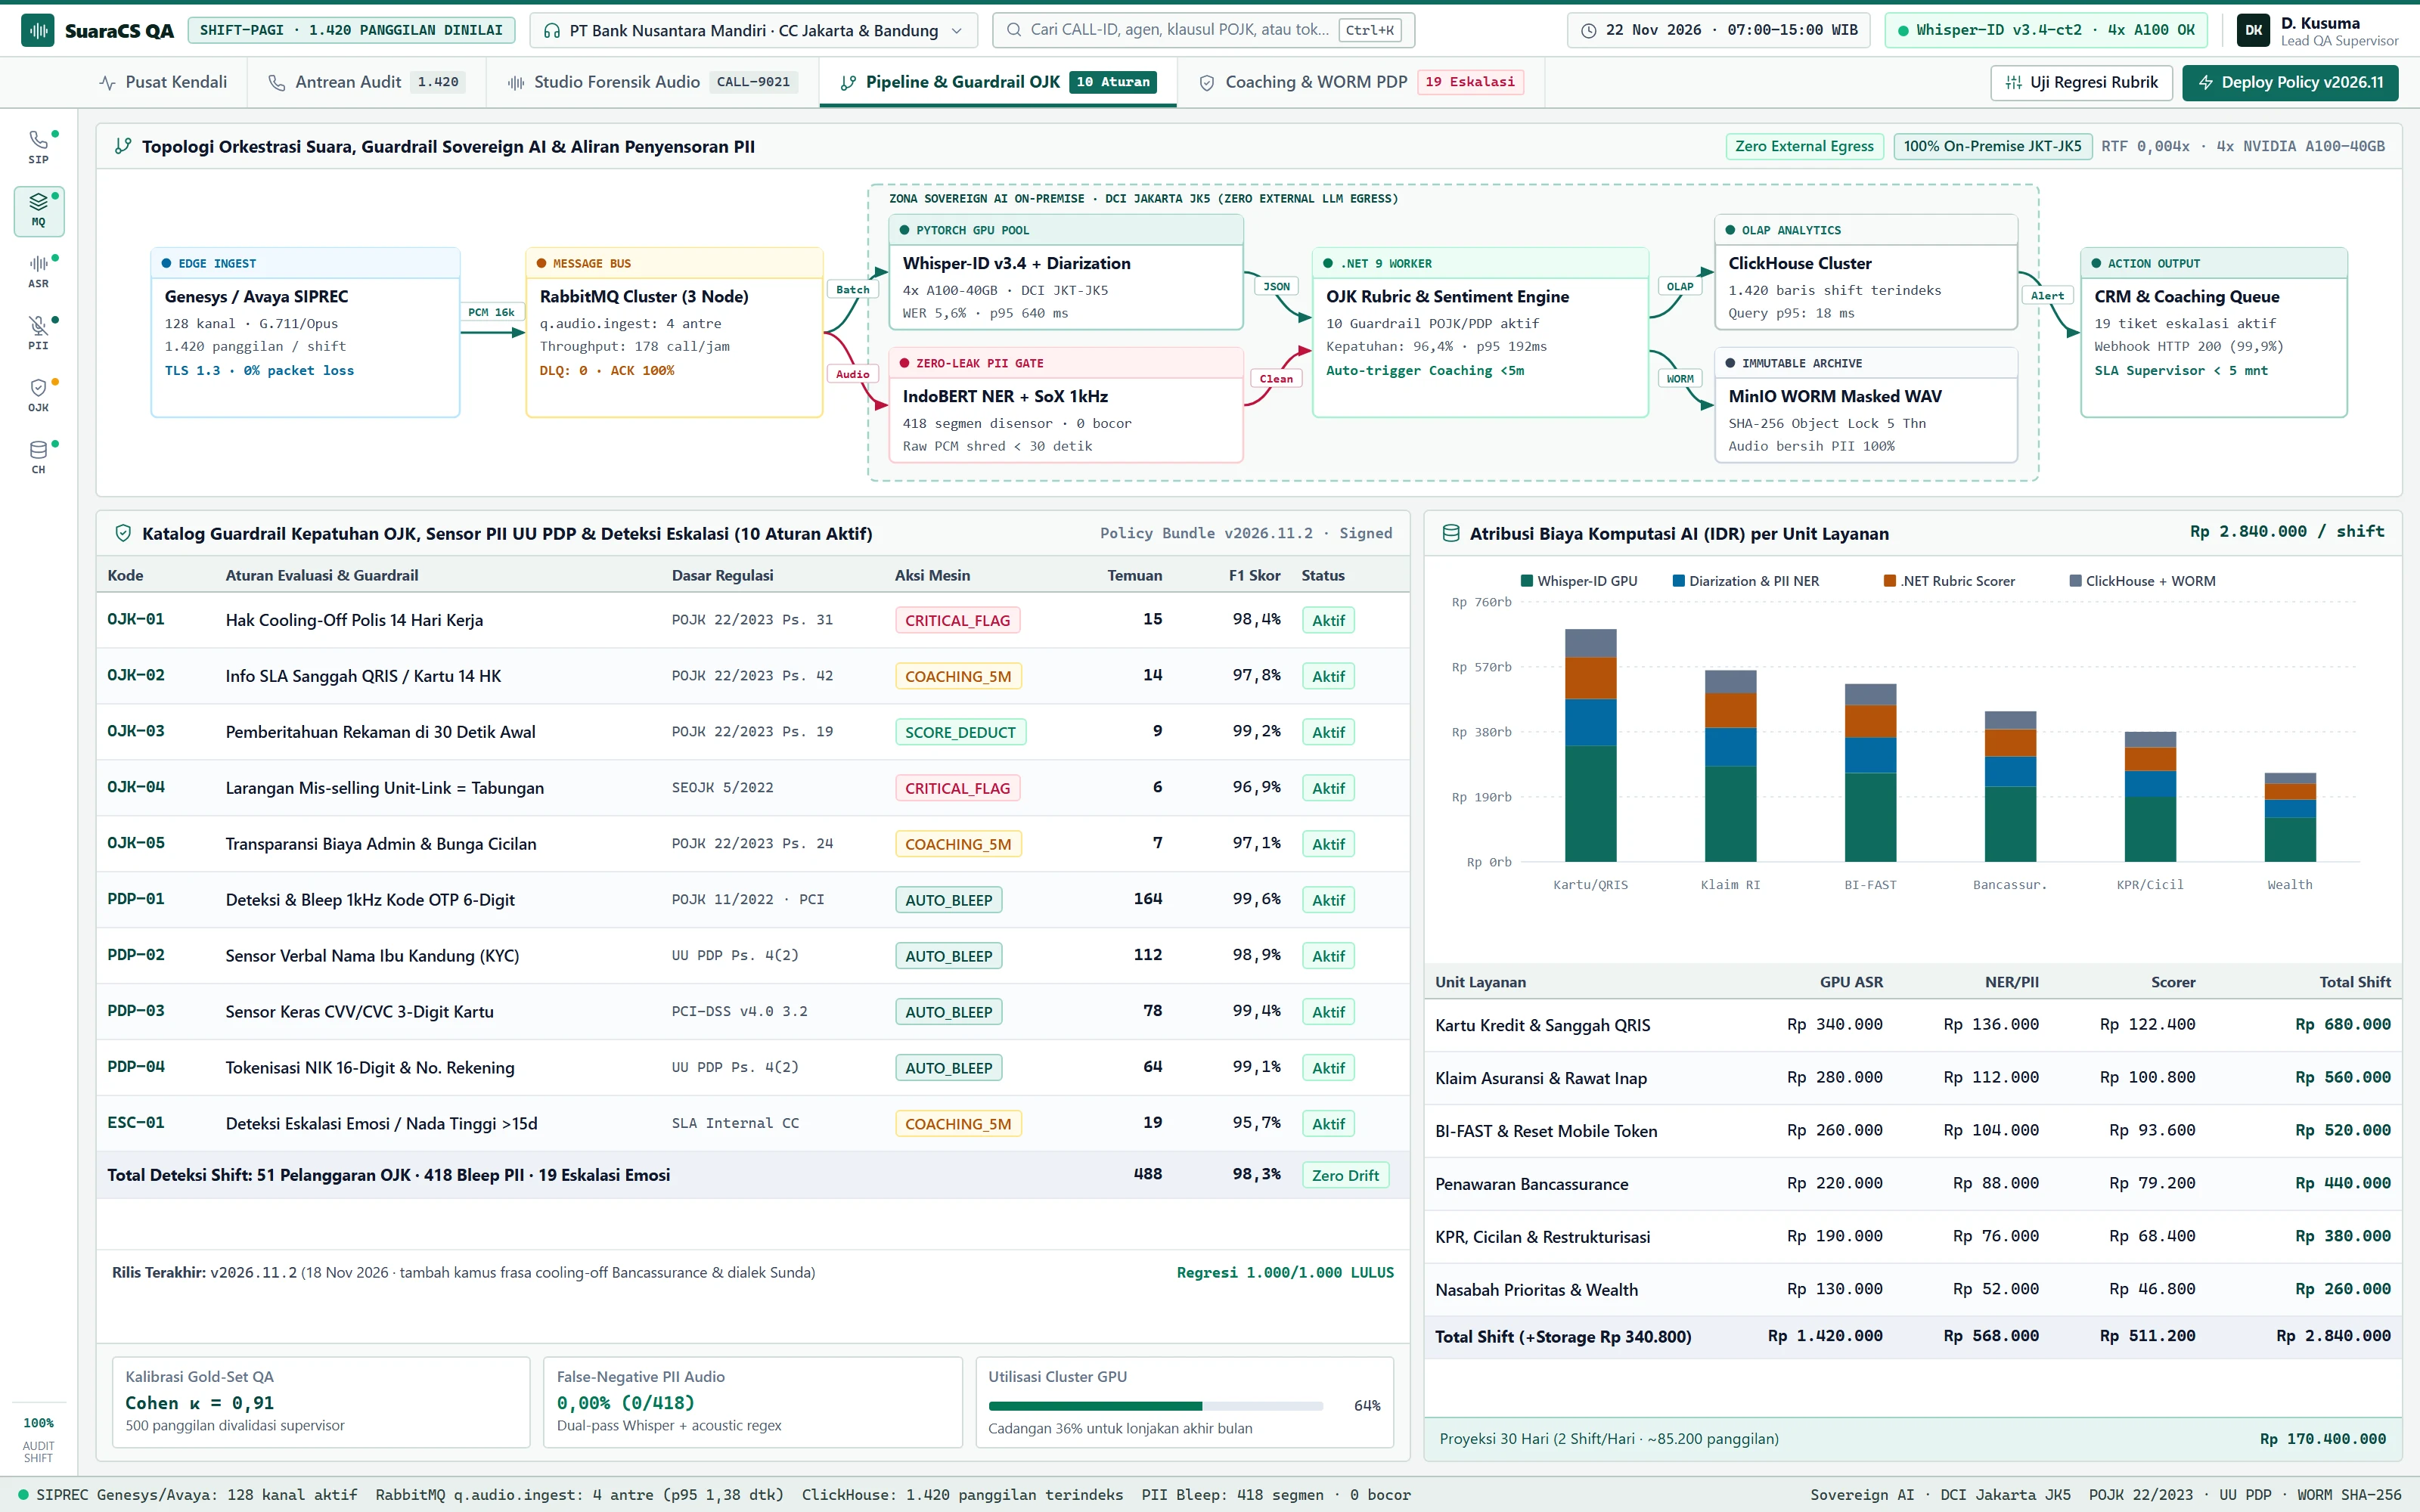 SuaraCS QA
SHIFT-PAGI · 1.420 PANGGILAN DINILAI
PT Bank Nusantara Mandiri · CC Jakarta & Bandung
Cari CALL-ID, agen, klausul POJK, atau tok...
Ctrl+K
22 Nov 2026 · 07:00–15:00 WIB
Whisper-ID v3.4-ct2 · 4x A100 OK
DK
D. Kusuma
Lead QA Supervisor
Pusat Kendali
Antrean Audit 1.420
Studio Forensik Audio CALL-9021
Pipeline & Guardrail OJK 10 Aturan
Coaching & WORM PDP 19 Eskalasi
Uji Regresi Rubrik
Deploy Policy v2026.11
SIP
MQ
ASR
PII
OJK
CH
100%
AUDIT
SHIFT
Topologi Orkestrasi Suara, Guardrail Sovereign AI & Aliran Penyensoran PII
Zero External Egress
100% On-Premise JKT-JK5
RTF 0,004x · 4x NVIDIA A100-40GB
ZONA SOVEREIGN AI ON-PREMISE · DCI JAKARTA JK5 (ZERO EXTERNAL LLM EGRESS)
EDGE INGEST
Genesys / Avaya SIPREC
128 kanal · G.711/Opus
1.420 panggilan / shift
TLS 1.3 · 0% packet loss
PCM 16k
MESSAGE BUS
RabbitMQ Cluster (3 Node)
q.audio.ingest: 4 antre
Throughput: 178 call/jam
DLQ: 0 · ACK 100%
Batch
Audio
PYTORCH GPU POOL
Whisper-ID v3.4 + Diarization
4x A100-40GB · DCI JKT-JK5
WER 5,6% · p95 640 ms
ZERO-LEAK PII GATE
IndoBERT NER + SoX 1kHz
418 segmen disensor · 0 bocor
Raw PCM shred < 30 detik
JSON
Clean
.NET 9 WORKER
OJK Rubric & Sentiment Engine
10 Guardrail POJK/PDP aktif
Kepatuhan: 96,4% · p95 192ms
Auto-trigger Coaching <5m
OLAP
WORM
OLAP ANALYTICS
ClickHouse Cluster
1.420 baris shift terindeks
Query p95: 18 ms
IMMUTABLE ARCHIVE
MinIO WORM Masked WAV
SHA-256 Object Lock 5 Thn
Audio bersih PII 100%
Alert
ACTION OUTPUT
CRM & Coaching Queue
19 tiket eskalasi aktif
Webhook HTTP 200 (99,9%)
SLA Supervisor < 5 mnt
Katalog Guardrail Kepatuhan OJK, Sensor PII UU PDP & Deteksi Eskalasi (10 Aturan Aktif)
Policy Bundle v2026.11.2 · Signed
Kode Aturan Evaluasi & Guardrail Dasar Regulasi Aksi Mesin Temuan F1 Skor Status
OJK-01 Hak Cooling-Off Polis 14 Hari Kerja POJK 22/2023 Ps. 31 CRITICAL_FLAG 15 98,4% Aktif
OJK-02 Info SLA Sanggah QRIS / Kartu 14 HK POJK 22/2023 Ps. 42 COACHING_5M 14 97,8% Aktif
OJK-03 Pemberitahuan Rekaman di 30 Detik Awal POJK 22/2023 Ps. 19 SCORE_DEDUCT 9 99,2% Aktif
OJK-04 Larangan Mis-selling Unit-Link = Tabungan SEOJK 5/2022 CRITICAL_FLAG 6 96,9% Aktif
OJK-05 Transparansi Biaya Admin & Bunga Cicilan POJK 22/2023 Ps. 24 COACHING_5M 7 97,1% Aktif
PDP-01 Deteksi & Bleep 1kHz Kode OTP 6-Digit POJK 11/2022 · PCI AUTO_BLEEP 164 99,6% Aktif
PDP-02 Sensor Verbal Nama Ibu Kandung (KYC) UU PDP Ps. 4(2) AUTO_BLEEP 112 98,9% Aktif
PDP-03 Sensor Keras CVV/CVC 3-Digit Kartu PCI-DSS v4.0 3.2 AUTO_BLEEP 78 99,4% Aktif
PDP-04 Tokenisasi NIK 16-Digit & No. Rekening UU PDP Ps. 4(2) AUTO_BLEEP 64 99,1% Aktif
ESC-01 Deteksi Eskalasi Emosi / Nada Tinggi >15d SLA Internal CC COACHING_5M 19 95,7% Aktif
Total Deteksi Shift: 51 Pelanggaran OJK · 418 Bleep PII · 19 Eskalasi Emosi 488 98,3% Zero Drift
Rilis Terakhir: v2026.11.2 (18 Nov 2026 · tambah kamus frasa cooling-off Bancassurance & dialek Sunda)
Regresi 1.000/1.000 LULUS
Kalibrasi Gold-Set QA
Cohen κ = 0,91
500 panggilan divalidasi supervisor
False-Negative PII Audio
0,00% (0/418)
Dual-pass Whisper + acoustic regex
Utilisasi Cluster GPU
64%
Cadangan 36% untuk lonjakan akhir bulan
Atribusi Biaya Komputasi AI (IDR) per Unit Layanan
Rp 2.840.000 / shift
Whisper-ID GPU
Diarization & PII NER
.NET Rubric Scorer
ClickHouse + WORM
Rp 760rb
Rp 570rb
Rp 380rb
Rp 190rb
Rp 0rb
Kartu/QRIS Klaim RI BI-FAST Bancassur. KPR/Cicil Wealth
Unit Layanan GPU ASR NER/PII Scorer Total Shift
Kartu Kredit & Sanggah QRIS Rp 340.000 Rp 136.000 Rp 122.400 Rp 680.000
Klaim Asuransi & Rawat Inap Rp 280.000 Rp 112.000 Rp 100.800 Rp 560.000
BI-FAST & Reset Mobile Token Rp 260.000 Rp 104.000 Rp 93.600 Rp 520.000
Penawaran Bancassurance Rp 220.000 Rp 88.000 Rp 79.200 Rp 440.000
KPR, Cicilan & Restrukturisasi Rp 190.000 Rp 76.000 Rp 68.400 Rp 380.000
Nasabah Prioritas & Wealth Rp 130.000 Rp 52.000 Rp 46.800 Rp 260.000
Total Shift (+Storage Rp 340.800) Rp 1.420.000 Rp 568.000 Rp 511.200 Rp 2.840.000
Proyeksi 30 Hari (2 Shift/Hari · ~85.200 panggilan)
Rp 170.400.000
SIPREC Genesys/Avaya: 128 kanal aktif RabbitMQ q.audio.ingest: 4 antre (p95 1,38 dtk) ClickHouse: 1.420 panggilan terindeks PII Bleep: 418 segmen · 0 bocor
Sovereign AI · DCI Jakarta JK5 POJK 22/2023 · UU PDP · WORM SHA-256